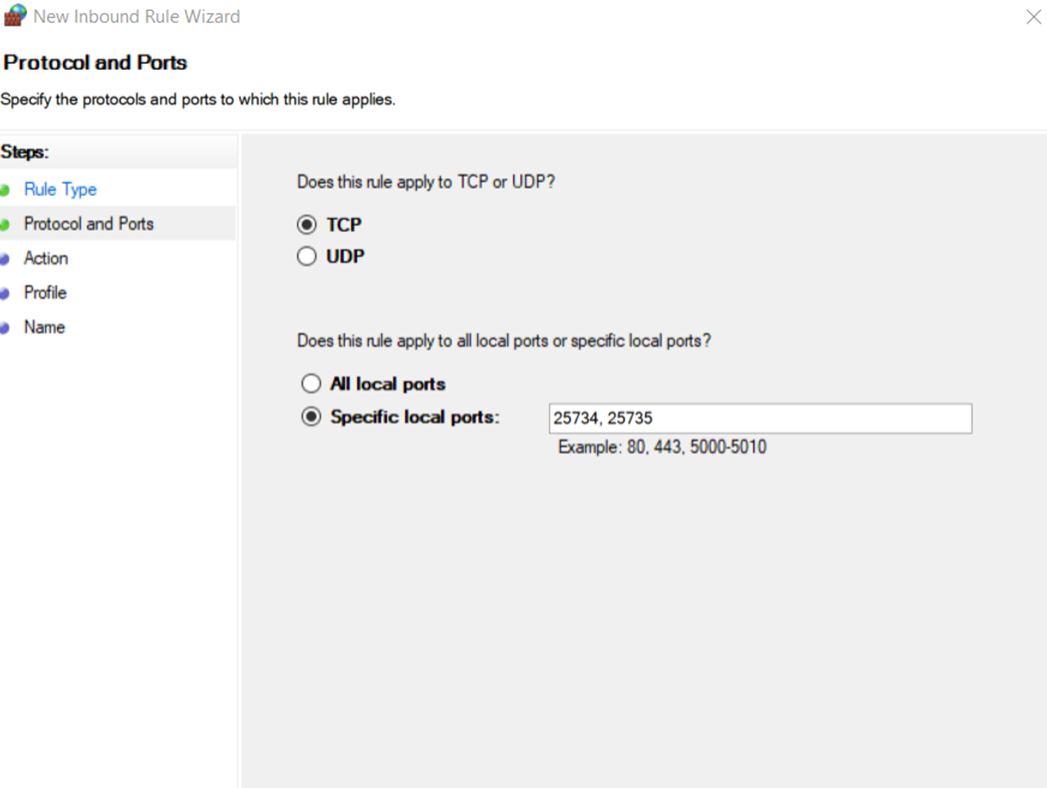 New Inbound Rule Wizard
Protocol and Ports
Specify the protocols and ports to which this rule applies.
Steps:
Rule Type
Protocol and Ports
Action
Profile
Name
Does this rule apply to TCP or UDP?
TCP
UDP
Does this rule apply to all local ports or specific local ports?
All local ports
Specific local ports: 25734, 25735
Example: 80, 443, 5000-5010